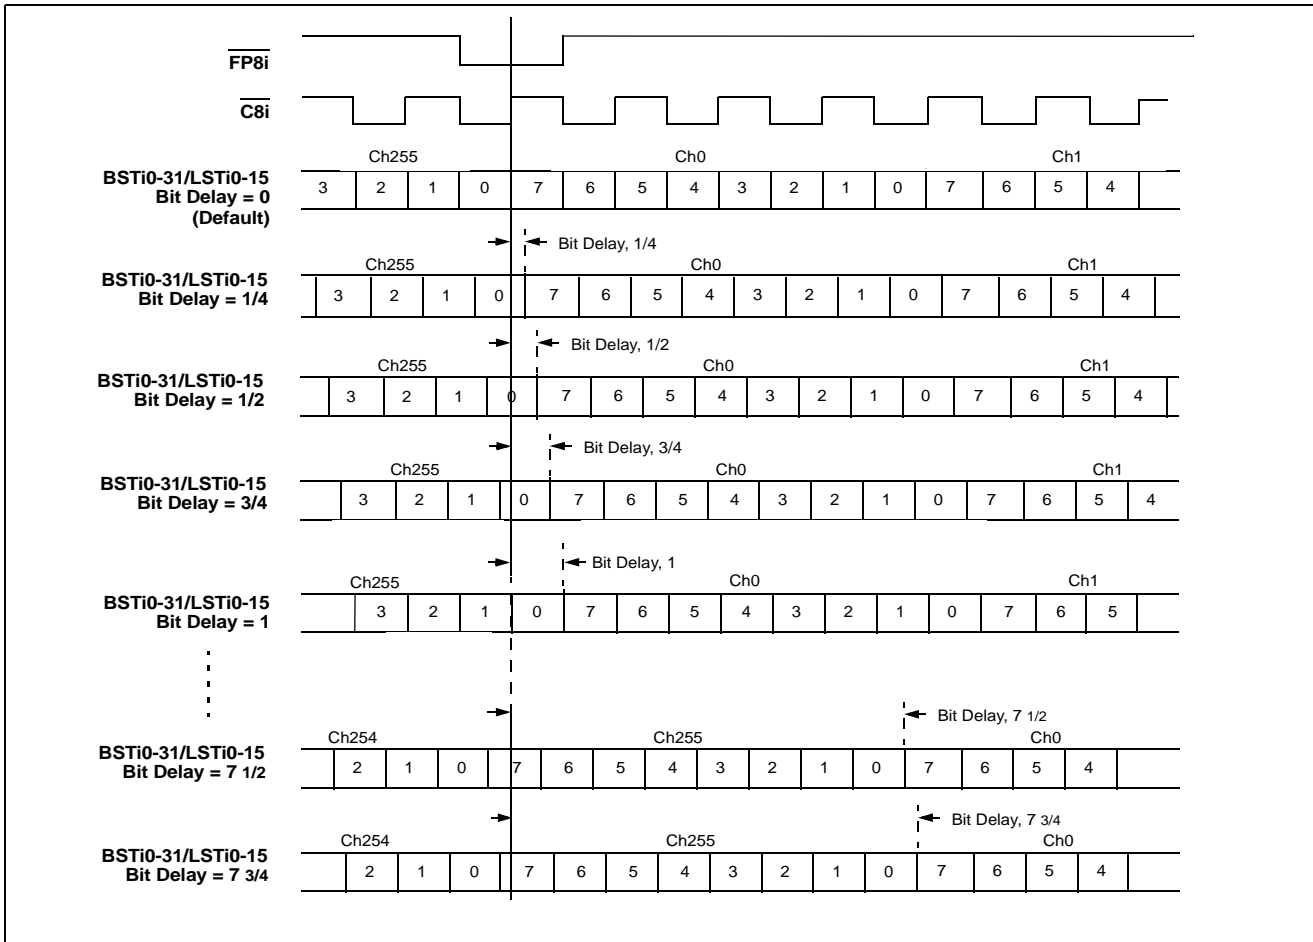 FP8i
C8i
Ch255 Ch0 Ch1
BSTi0-31/LSTi0-15
Bit Delay = 0
(Default)
3 2 1 0 7 6 5 4 3 2 1 0 7 6 5 4
Bit Delay, 1/4
Ch255 Ch0 Ch1
BSTi0-31/LSTi0-15
Bit Delay = 1/4
3 2 1 0 7 6 5 4 3 2 1 0 7 6 5 4
Bit Delay, 1/2
Ch255 Ch0 Ch1
BSTi0-31/LSTi0-15
Bit Delay = 1/2
3 2 1 0 7 6 5 4 3 2 1 0 7 6 5 4
Bit Delay, 3/4
Ch255 Ch0 Ch1
BSTi0-31/LSTi0-15
Bit Delay = 3/4
3 2 1 0 7 6 5 4 3 2 1 0 7 6 5 4
Bit Delay, 1
Ch255 Ch0 Ch1
BSTi0-31/LSTi0-15
Bit Delay = 1
3 2 1 0 7 6 5 4 3 2 1 0 7 6 5
Bit Delay, 7 1/2
Ch254 Ch255 Ch0
BSTi0-31/LSTi0-15
Bit Delay = 7 1/2
2 1 0 7 6 5 4 3 2 1 0 7 6 5 4
Bit Delay, 7 3/4
Ch254 Ch255 Ch0
BSTi0-31/LSTi0-15
Bit Delay = 7 3/4
2 1 0 7 6 5 4 3 2 1 0 7 6 5 4